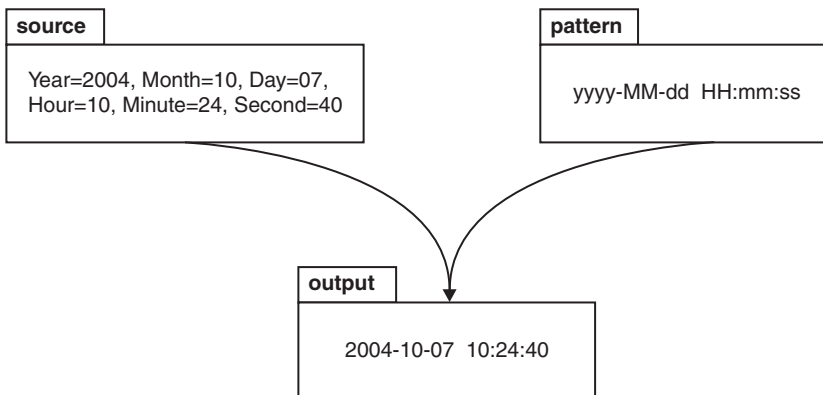 source
Year=2004, Month=10, Day=07,
Hour=10, Minute=24, Second=40
pattern
yyyy-MM-dd  HH:mm:ss
output
2004-10-07  10:24:40